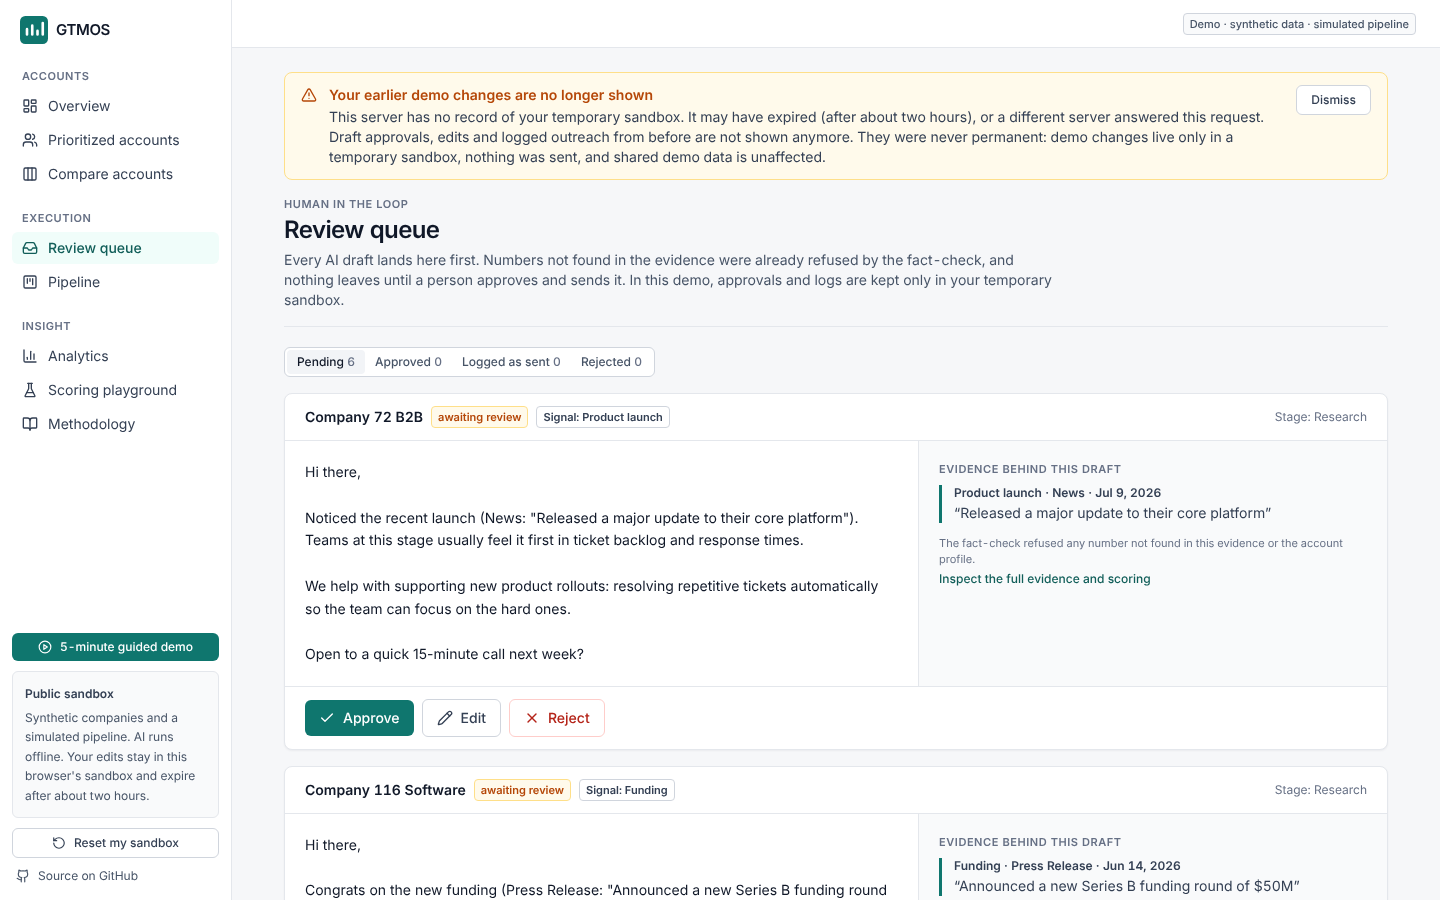 GTMOS
Demo · synthetic data · simulated pipeline
ACCOUNTS
Overview
Prioritized accounts
Compare accounts
EXECUTION
Review queue
Pipeline
INSIGHT
Analytics
Scoring playground
Methodology
5-minute guided demo
Public sandbox
Synthetic companies and a
simulated pipeline. AI runs
offline. Your edits stay in this
browser's sandbox and expire
after about two hours.
Reset my sandbox
Source on GitHub
Your earlier demo changes are no longer shown
This server has no record of your temporary sandbox. It may have expired (after about two hours), or a different server answered this request.
Draft approvals, edits and logged outreach from before are not shown anymore. They were never permanent: demo changes live only in a
temporary sandbox, nothing was sent, and shared demo data is unaffected.
Dismiss
HUMAN IN THE LOOP
Review queue
Every AI draft lands here first. Numbers not found in the evidence were already refused by the fact-check, and
nothing leaves until a person approves and sends it. In this demo, approvals and logs are kept only in your temporary
sandbox.
Pending 6 Approved 0 Logged as sent 0 Rejected 0
Company 72 B2B awaiting review Signal: Product launch Stage: Research
Hi there,
Noticed the recent launch (News: "Released a major update to their core platform").
Teams at this stage usually feel it first in ticket backlog and response times.
We help with supporting new product rollouts: resolving repetitive tickets automatically
so the team can focus on the hard ones.
Open to a quick 15-minute call next week?
EVIDENCE BEHIND THIS DRAFT
Product launch · News · Jul 9, 2026
“Released a major update to their core platform”
The fact-check refused any number not found in this evidence or the account
profile.
Inspect the full evidence and scoring
Approve Edit Reject
Company 116 Software awaiting review Signal: Funding Stage: Research
Hi there,
Congrats on the new funding (Press Release: "Announced a new Series B funding round
EVIDENCE BEHIND THIS DRAFT
Funding · Press Release · Jun 14, 2026
“Announced a new Series B funding round of $50M”